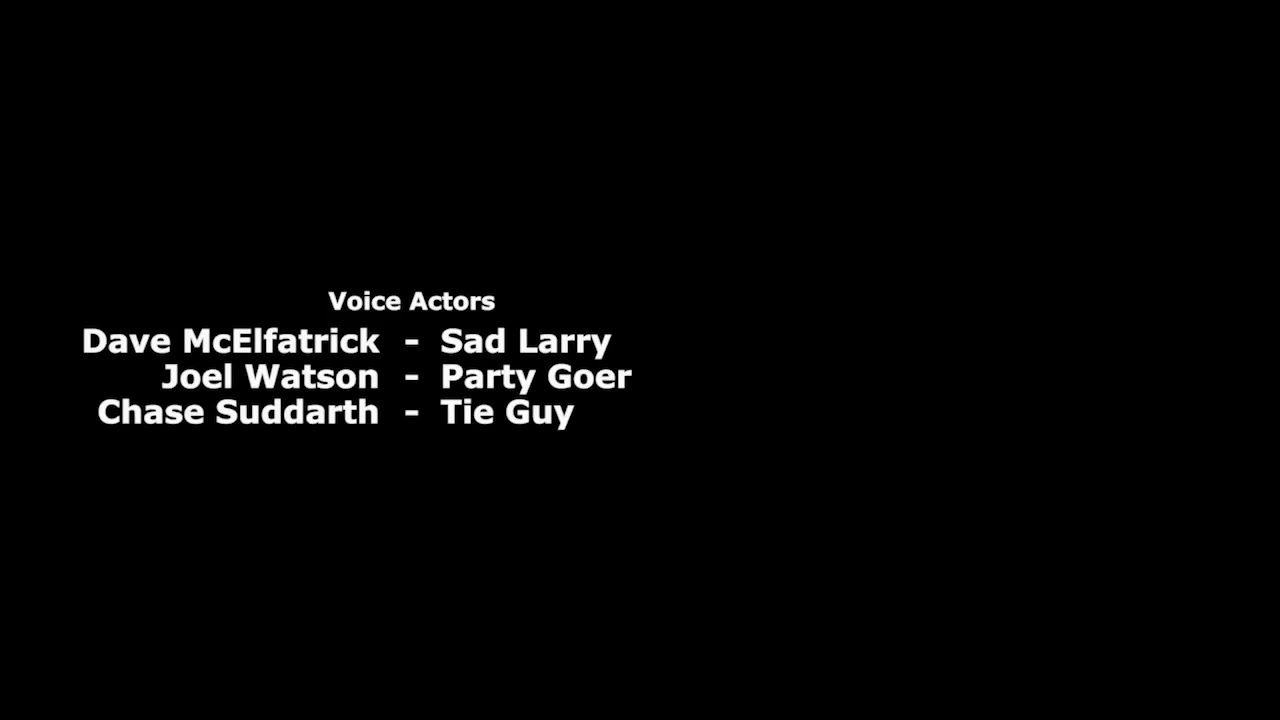 Voice Actors
Dave McElfatrick - Sad Larry
Joel Watson - Party Goer
Chase Suddarth - Tie Guy